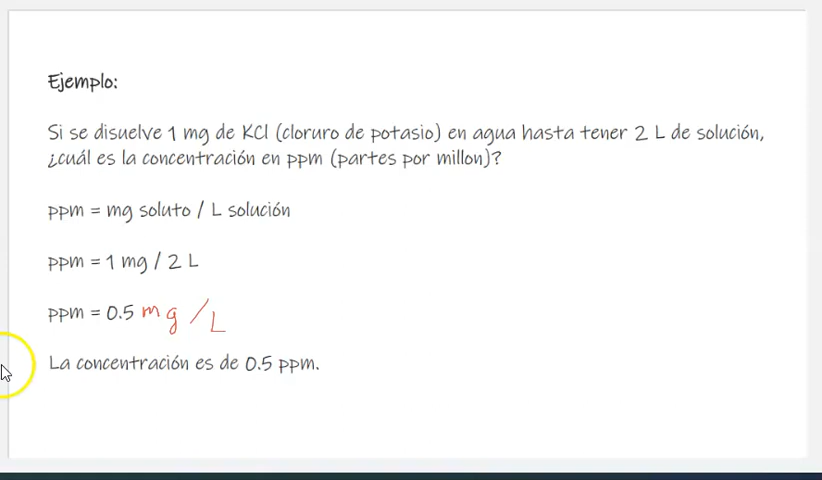 Ejemplo:
Si se disuelve 1 mg de KCl (cloruro de potasio) en agua hasta tener 2 L de solución,
¿cuál es la concentración en ppm (partes por millon)?
ppm = mg soluto / L solución
ppm = 1 mg / 2 L
ppm = 0.5 mg / L
La concentración es de 0.5 ppm.